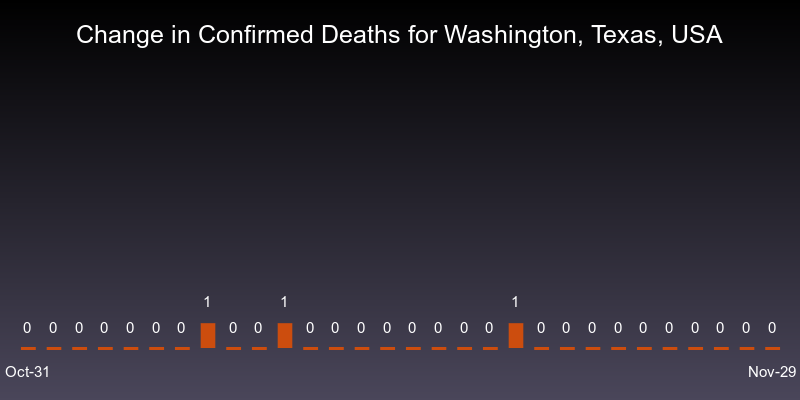 Change in Confirmed Deaths for Washington, Texas, USA
1 1 1
0 0 0 0 0 0 0 0 0 0 0 0 0 0 0 0 0 0 0 0 0 0 0 0 0 0 0
Oct-31 Nov-29